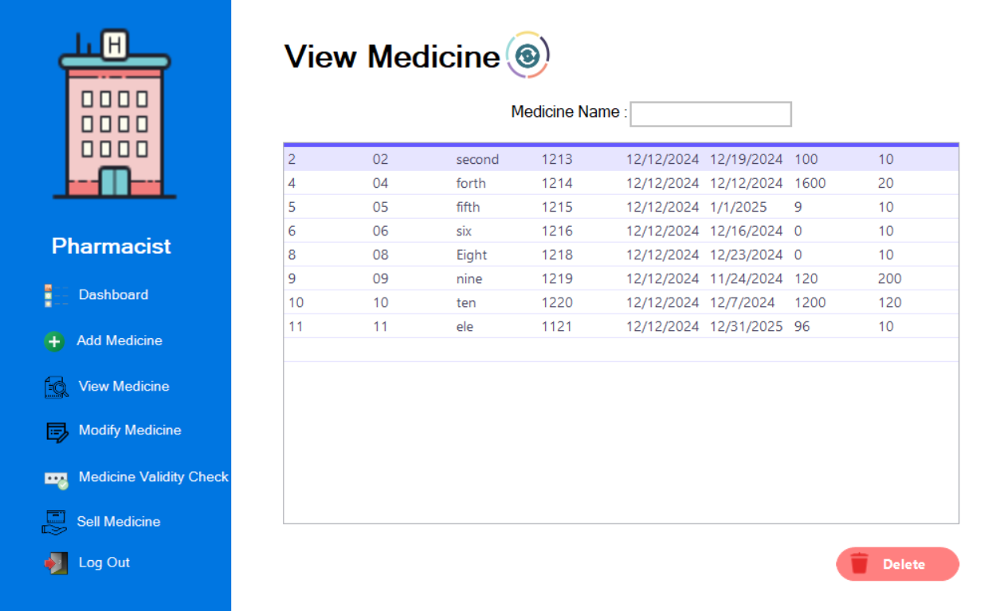 H
Pharmacist
Dashboard
Add Medicine
View Medicine
Modify Medicine
Medicine Validity Check
Sell Medicine
Log Out
View Medicine
Medicine Name :
2 02 second 1213 12/12/2024 12/19/2024 100 10
4 04 forth 1214 12/12/2024 12/12/2024 1600 20
5 05 fifth 1215 12/12/2024 1/1/2025 9 10
6 06 six 1216 12/12/2024 12/16/2024 0 10
8 08 Eight 1218 12/12/2024 12/23/2024 0 10
9 09 nine 1219 12/12/2024 11/24/2024 120 200
10 10 ten 1220 12/12/2024 12/7/2024 1200 120
11 11 ele 1121 12/12/2024 12/31/2025 96 10
Delete